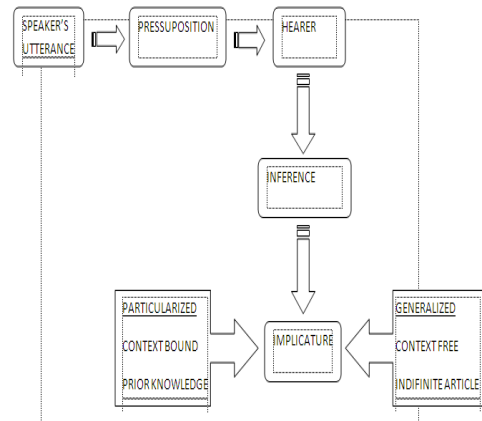 SPEAKER'S
UTTERANCE
PRESSUPOSITION
HEARER
INFERENCE
PARTICULARIZED
CONTEXT BOUND
PRIOR KNOWLEDGE
IMPLICATURE
GENERALIZED
CONTEXT FREE
INDIFINITE ARTICLE